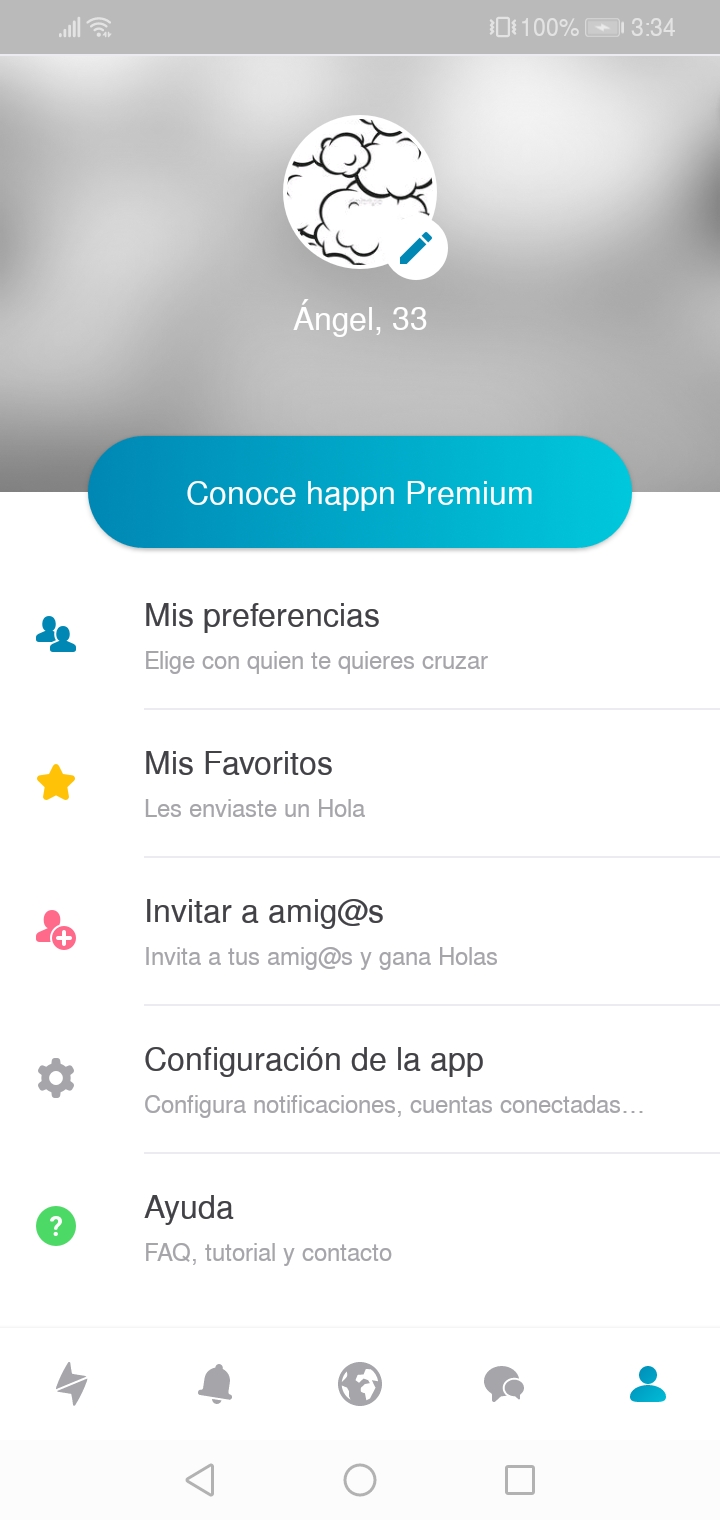 100% 3:34
Ángel, 33
Conoce happn Premium
Mis preferencias
Elige con quien te quieres cruzar
Mis Favoritos
Les enviaste un Hola
Invitar a amig@s
Invita a tus amig@s y gana Holas
Configuración de la app
Configura notificaciones, cuentas conectadas…
Ayuda
FAQ, tutorial y contacto